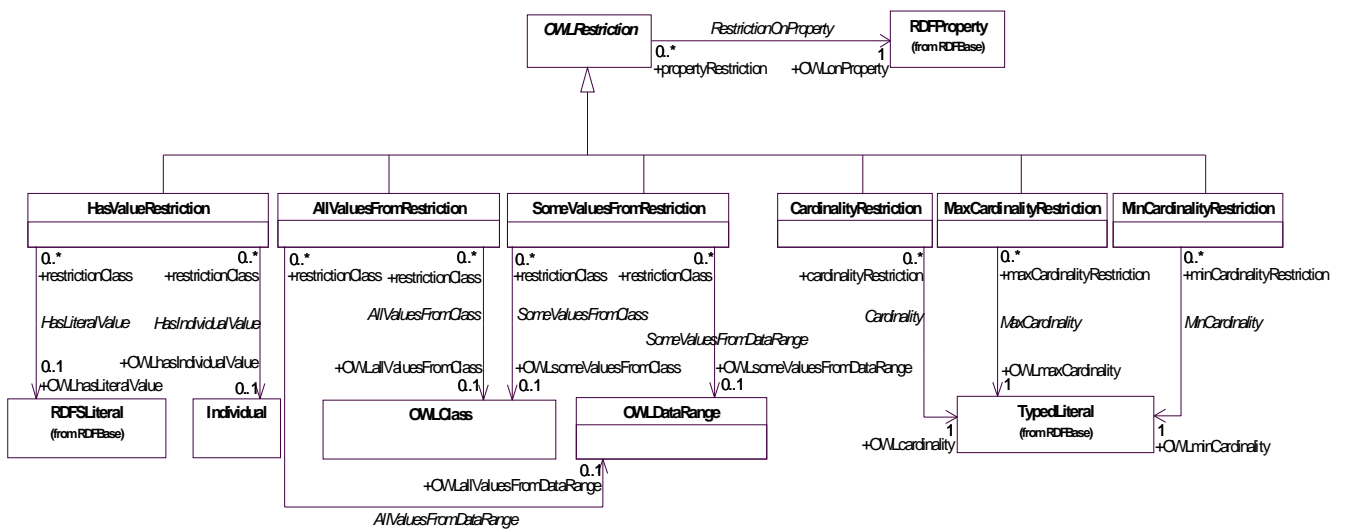 OWLRestriction
RestrictionOnProperty
RDFProperty
(from RDFBase)
0..*
1
+propertyRestriction
+OWLonProperty
HasValueRestriction
AllValuesFromRestriction
SomeValuesFromRestriction
CardinalityRestriction
MaxCardinalityRestriction
MinCardinalityRestriction
0..*
0..*
0..*
0..*
0..*
0..*
0..*
0..*
0..*
+restrictionClass
+restrictionClass
+restrictionClass
+restrictionClass
+restrictionClass
+restrictionClass
+cardinalityRestriction
+maxCardinalityRestriction
+minCardinalityRestriction
HasLiteralValue
HasIndividualValue
AllValuesFromClass
SomeValuesFromClass
SomeValuesFromDataRange
Cardinality
MaxCardinality
MinCardinality
0..1
+OWLhasLiteralValue
+OWLhasIndividualValue
0..1
+OWLallValuesFromClass
0..1
+OWLsomeValuesFromClass
0..1
+OWLsomeValuesFromDataRange
0..1
+OWLmaxCardinality
1
RDFSLiteral
(from RDFBase)
Individual
OWLClass
OWLDataRange
TypedLiteral
(from RDFBase)
1
+OWLcardinality
1
+OWLminCardinality
0..1
+OWLallValuesFromDataRange
AllValuesFromDataRange